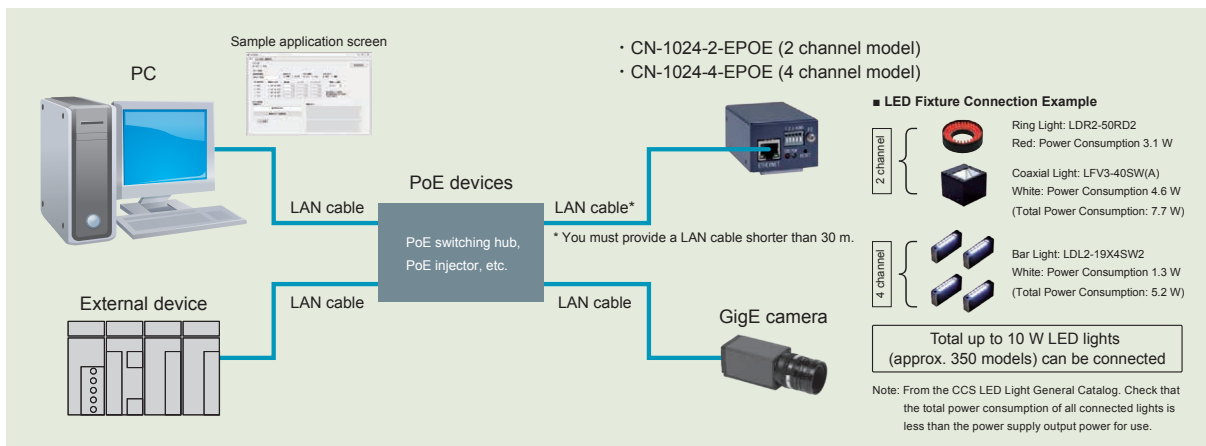 Sample application screen
PC
・CN-1024-2-EPOE (2 channel model)
・CN-1024-4-EPOE (4 channel model)
■ LED Fixture Connection Example
2 channel
Ring Light: LDR2-50RD2
Red: Power Consumption 3.1 W
Coaxial Light: LFV3-40SW(A)
White: Power Consumption 4.6 W
(Total Power Consumption: 7.7 W)
4 channel
Bar Light: LDL2-19X4SW2
White: Power Consumption 1.3 W
(Total Power Consumption: 5.2 W)
Total up to 10 W LED lights
(approx. 350 models) can be connected
Note: From the CCS LED Light General Catalog. Check that
the total power consumption of all connected lights is
less than the power supply output power for use.
ETHERNET
PoE devices
LAN cable
LAN cable*
* You must provide a LAN cable shorter than 30 m.
PoE switching hub,
PoE injector, etc.
External device
LAN cable
LAN cable
GigE camera